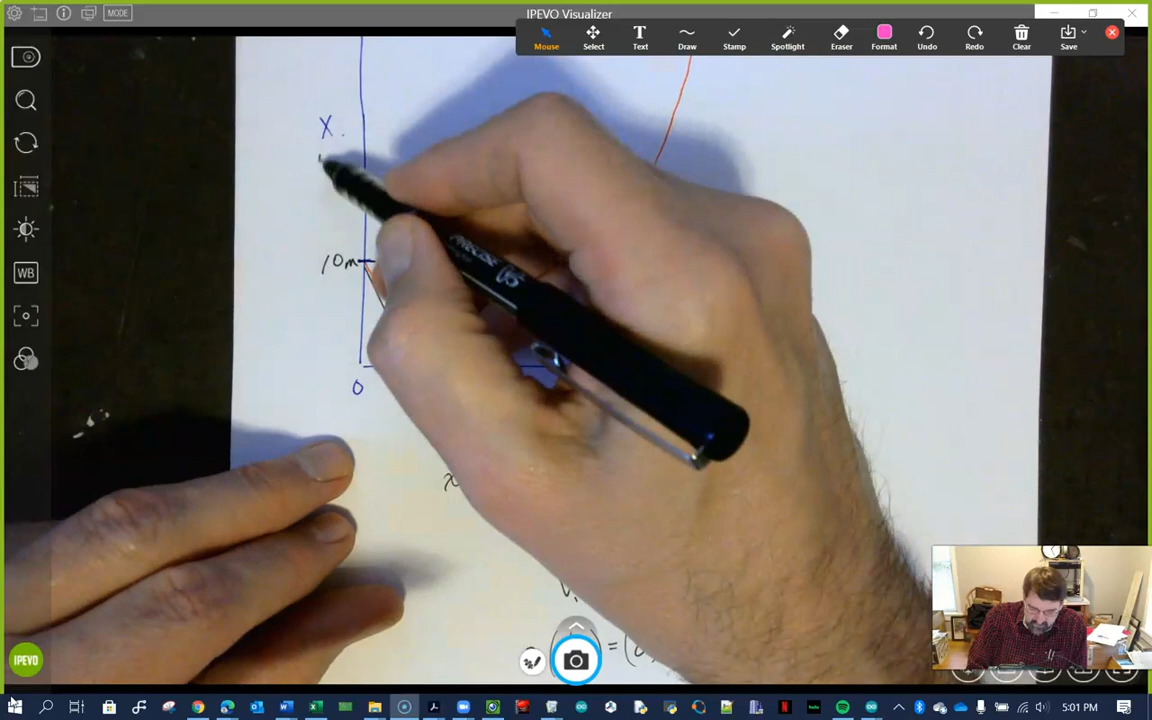 IPEVO Visualizer
MODE
Mouse
Select
Text
Draw
Stamp
Spotlight
Eraser
Format
Undo
Redo
Clear
Save
X
10m
WB
05
0
x
= (
IPEVO
5:01 PM